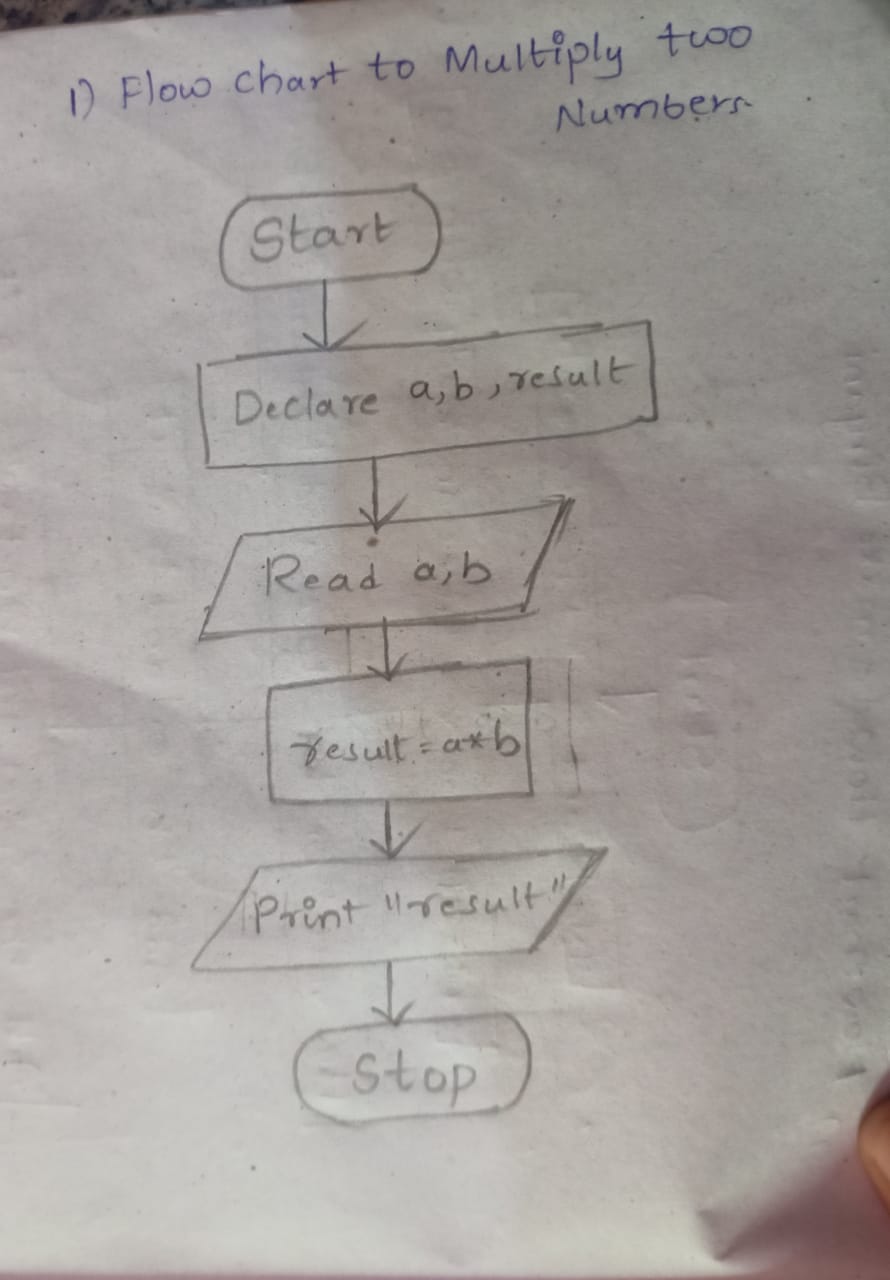 1) Flow chart to Multiply two
Numbers.
Start
Declare a,b,result
Read a,b
result=a*b
Print "result"
Stop